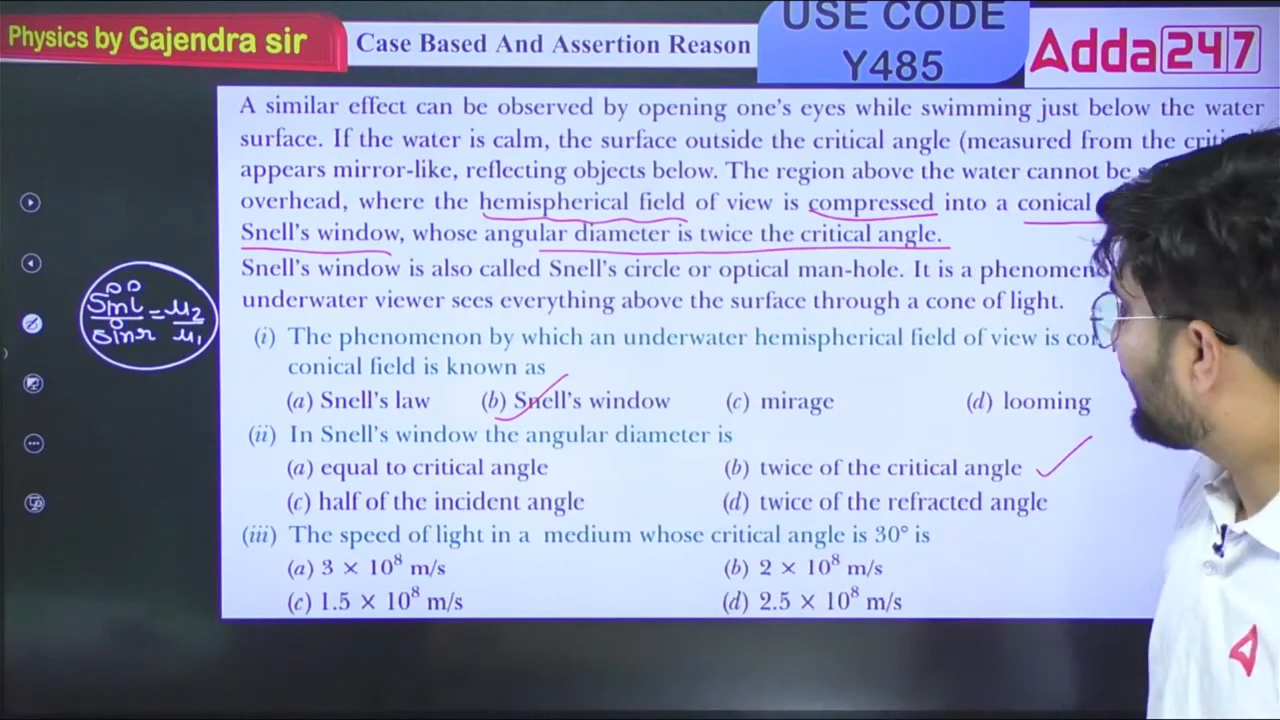 Physics by Gajendra sir
Case Based And Assertion Reason
USE CODE
Y485
Adda247
A similar effect can be observed by opening one's eyes while swimming just below the water
surface. If the water is calm, the surface outside the critical angle (measured from the
appears mirror-like, reflecting objects below. The region above the water cannot be
overhead, where the hemispherical field of view is compressed into a conical
Snell's window, whose angular diameter is twice the critical angle.
Snell's window is also called Snell's circle or optical man-hole. It is a
underwater viewer sees everything above the surface through a cone of light.
(i) The phenomenon by which an underwater hemispherical field of view is
conical field is known as
(a) Snell's law (b) Snell's window (c) mirage (d) looming
(ii) In Snell's window the angular diameter is
(a) equal to critical angle (b) twice of the critical angle
(c) half of the incident angle (d) twice of the refracted angle
(iii) The speed of light in a medium whose critical angle is 30° is
(a) 3 × 10⁸ m/s (b) 2 × 10⁸ m/s
(c) 1.5 × 10⁸ m/s (d) 2.5 × 10⁸ m/s
sin i / sin r = μ₂ / μ₁